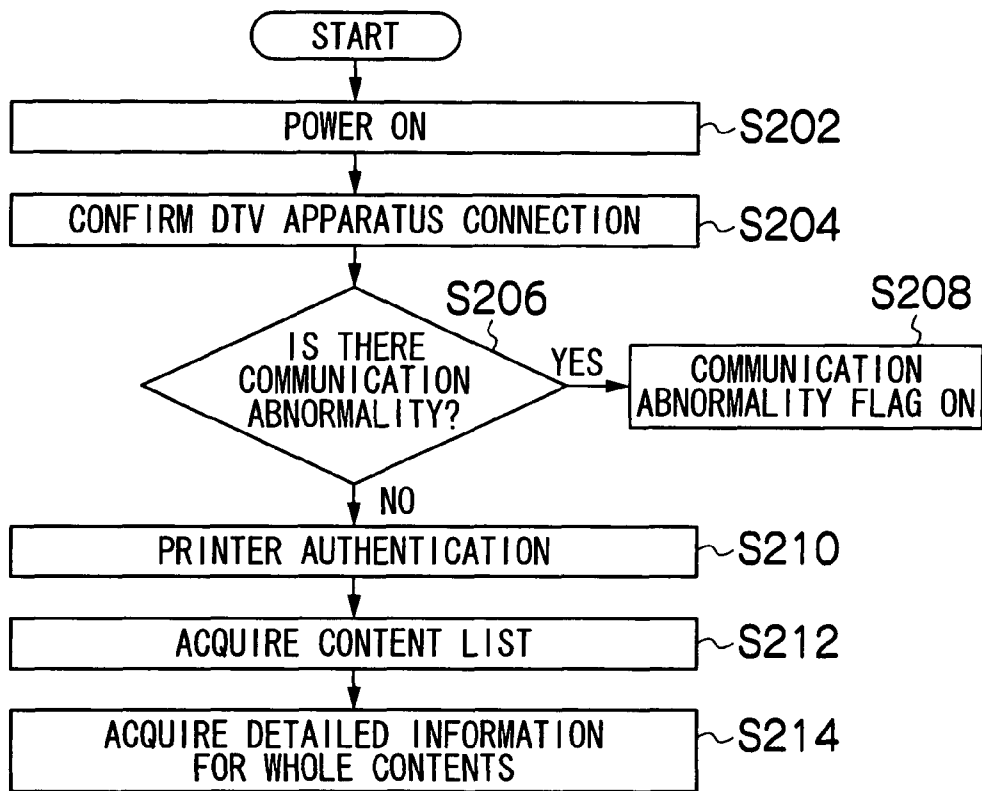 START
POWER ON
S202
CONFIRM DTV APPARATUS CONNECTION
S204
S206
IS THERE
COMMUNICATION
ABNORMALITY?
YES
S208
COMMUNICATION
ABNORMALITY FLAG ON
NO
PRINTER AUTHENTICATION
S210
ACQUIRE CONTENT LIST
S212
ACQUIRE DETAILED INFORMATION
FOR WHOLE CONTENTS
S214